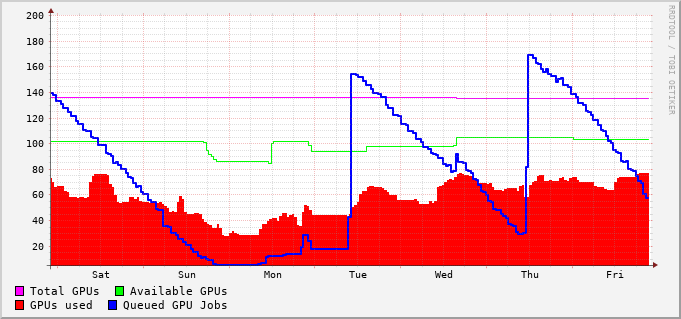 200
180
160
140
120
100
80
60
40
20
Sat Sun Mon Tue Wed Thu Fri
Total GPUs Available GPUs
GPUs used Queued GPU Jobs
RRDTOOL / TOBI OETIKER